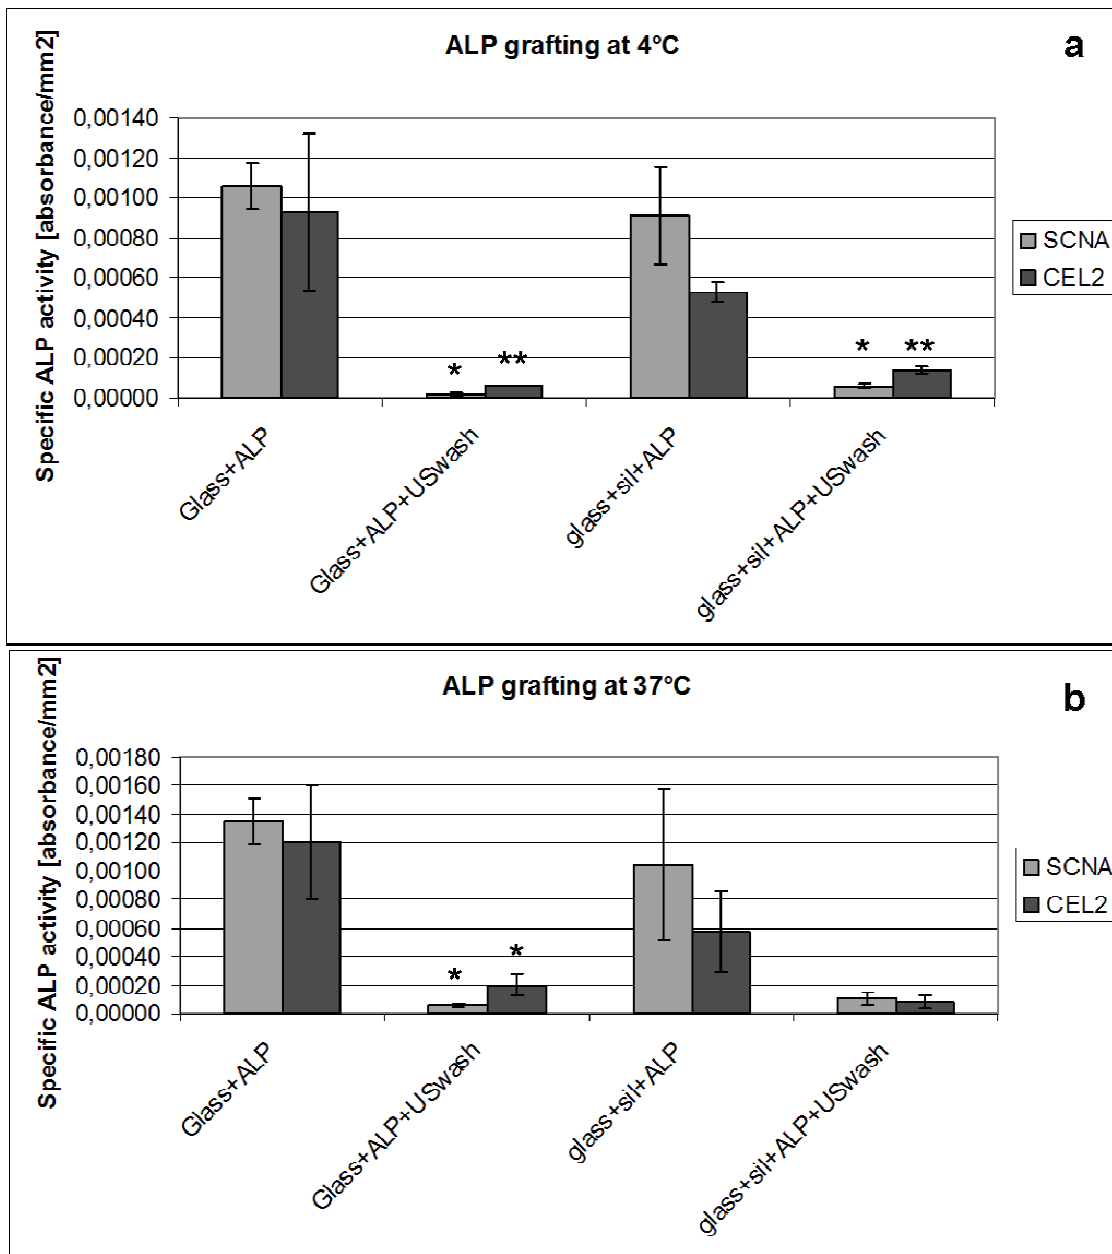 ALP grafting at 4°C
a
Specific ALP activity [absorbance/mm2]
0,00140
0,00120
0,00100
0,00080
0,00060
0,00040
0,00020
0,00000
* ** * **
Glass+ALP
Glass+ALP+USwash
glass+sil+ALP
glass+sil+ALP+USwash
SCNA
CEL2
ALP grafting at 37°C
b
Specific ALP activity [absorbance/mm2]
0,00180
0,00160
0,00140
0,00120
0,00100
0,00080
0,00060
0,00040
0,00020
0,00000
* *
Glass+ALP
Glass+ALP+USwash
glass+sil+ALP
glass+sil+ALP+USwash
SCNA
CEL2